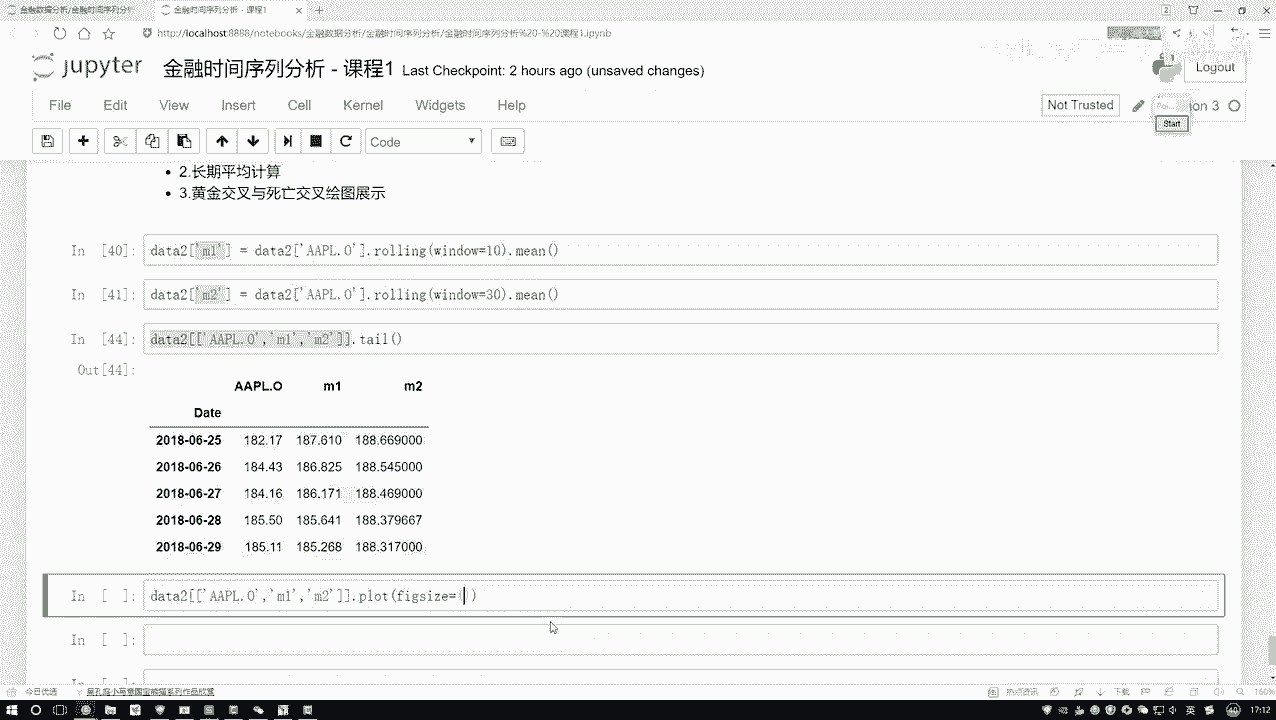 金融数据分析/金融时间序列分析
金融时间序列分析 - 课程1
http://localhost:8888/notebooks/金融数据分析/金融时间序列分析/金融时间序列分析%20-%20课程1.ipynb
jupyter 金融时间序列分析 - 课程1 Last Checkpoint: 2 hours ago (unsaved changes)
Logout
File Edit View Insert Cell Kernel Widgets Help
Not Trusted
Start
Code
2.长期平均计算
3.黄金交叉与死亡交叉绘图展示
In [40]: data2['m1'] = data2['AAPL.O'].rolling(window=10).mean()
In [41]: data2['m2'] = data2['AAPL.O'].rolling(window=30).mean()
In [44]: data2[['AAPL.O','m1','m2']].tail()
Out[44]:
AAPL.O m1 m2
Date
2018-06-25 182.17 187.610 188.669000
2018-06-26 184.43 186.825 188.545000
2018-06-27 184.16 186.171 188.469000
2018-06-28 185.50 185.641 188.379667
2018-06-29 185.11 185.268 188.317000
In [ ]: data2[['AAPL.O','m1','m2']].plot(figsize=( ))
In [ ]:
In [ ]:
今日优选
热点资讯
下载
160%
英
17:12